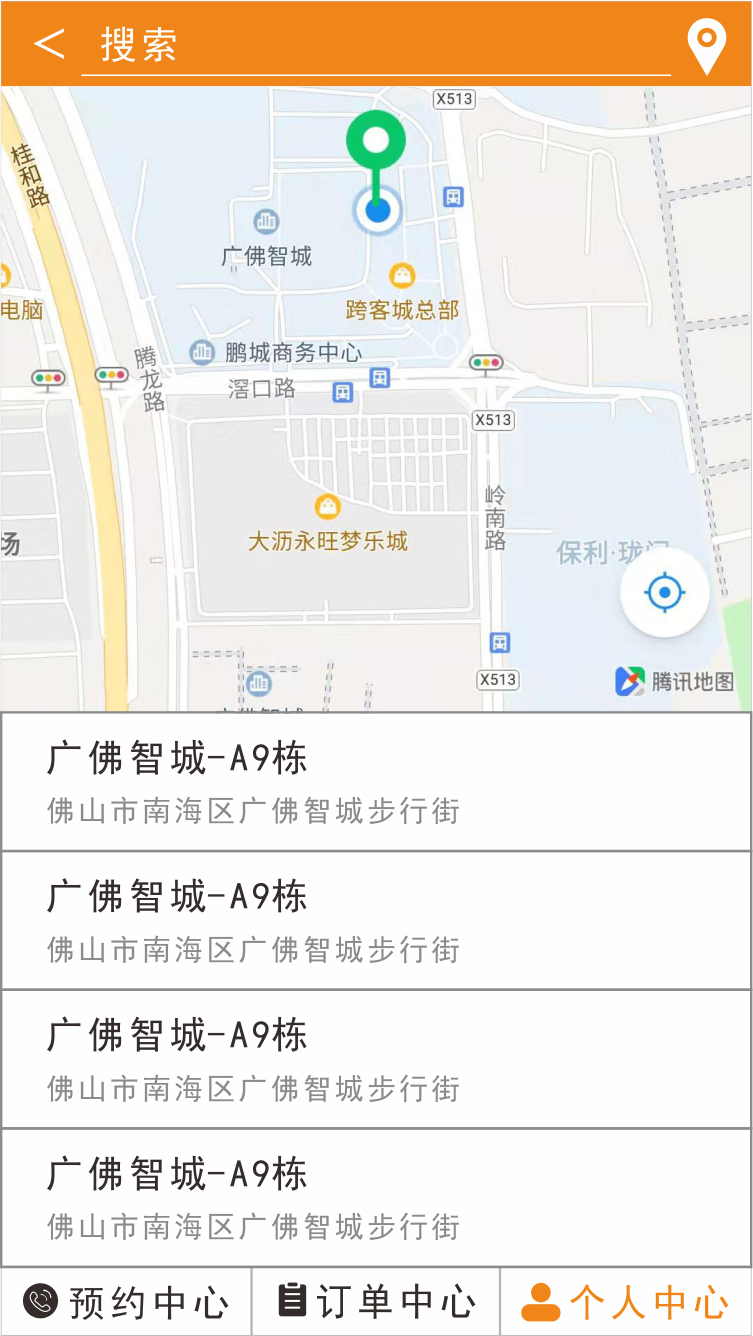 < 搜索
X513
桂和路
广佛智城
电脑
跨客城总部
腾龙路
鹏城商务中心
滘口路
X513
岭南路
场
大沥永旺梦乐城
保利·珑
X513
腾讯地图
广佛智城-A9栋
佛山市南海区广佛智城步行街
广佛智城-A9栋
佛山市南海区广佛智城步行街
广佛智城-A9栋
佛山市南海区广佛智城步行街
广佛智城-A9栋
佛山市南海区广佛智城步行街
预约中心 订单中心 个人中心